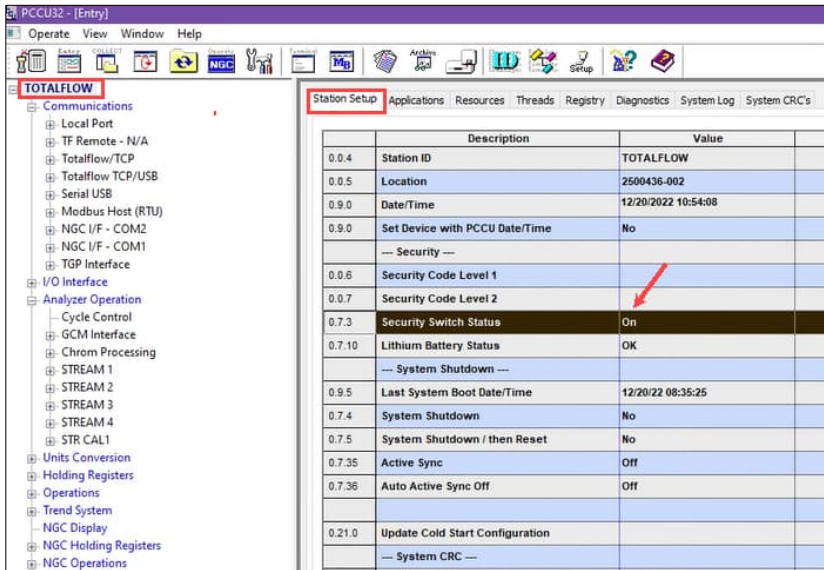 PCCU32 - [Entry]
Operate View Window Help
Entry COLLECT Operate NGC Terminal MB Archive ID Setup
TOTALFLOW
Communications
Local Port
TF Remote - N/A
Totalflow/TCP
Totalflow TCP/USB
Serial USB
Modbus Host (RTU)
NGC I/F - COM2
NGC I/F - COM1
TGP Interface
I/O Interface
Analyzer Operation
Cycle Control
GCM Interface
Chrom Processing
STREAM 1
STREAM 2
STREAM 3
STREAM 4
STR CAL1
Units Conversion
Holding Registers
Operations
Trend System
NGC Display
NGC Holding Registers
NGC Operations
Station Setup Applications Resources Threads Registry Diagnostics System Log System CRC's
Description Value
0.0.4 Station ID TOTALFLOW
0.0.5 Location 2500436-002
0.9.0 Date/Time 12/20/2022 10:54:08
0.9.0 Set Device with PCCU Date/Time No
--- Security ---
0.0.6 Security Code Level 1
0.0.7 Security Code Level 2
0.7.3 Security Switch Status On
0.7.10 Lithium Battery Status OK
--- System Shutdown ---
0.9.5 Last System Boot Date/Time 12/20/22 08:35:25
0.7.4 System Shutdown No
0.7.5 System Shutdown / then Reset No
0.7.35 Active Sync Off
0.7.36 Auto Active Sync Off
0.21.0 Update Cold Start Configuration
--- System CRC ---